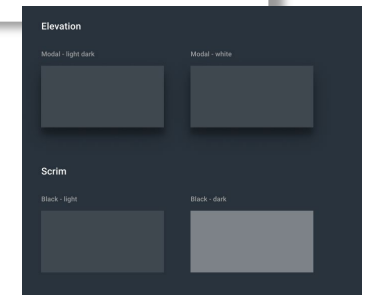 Elevation
Modal - light dark
Modal - white
Scrim
Black - light
Black - dark